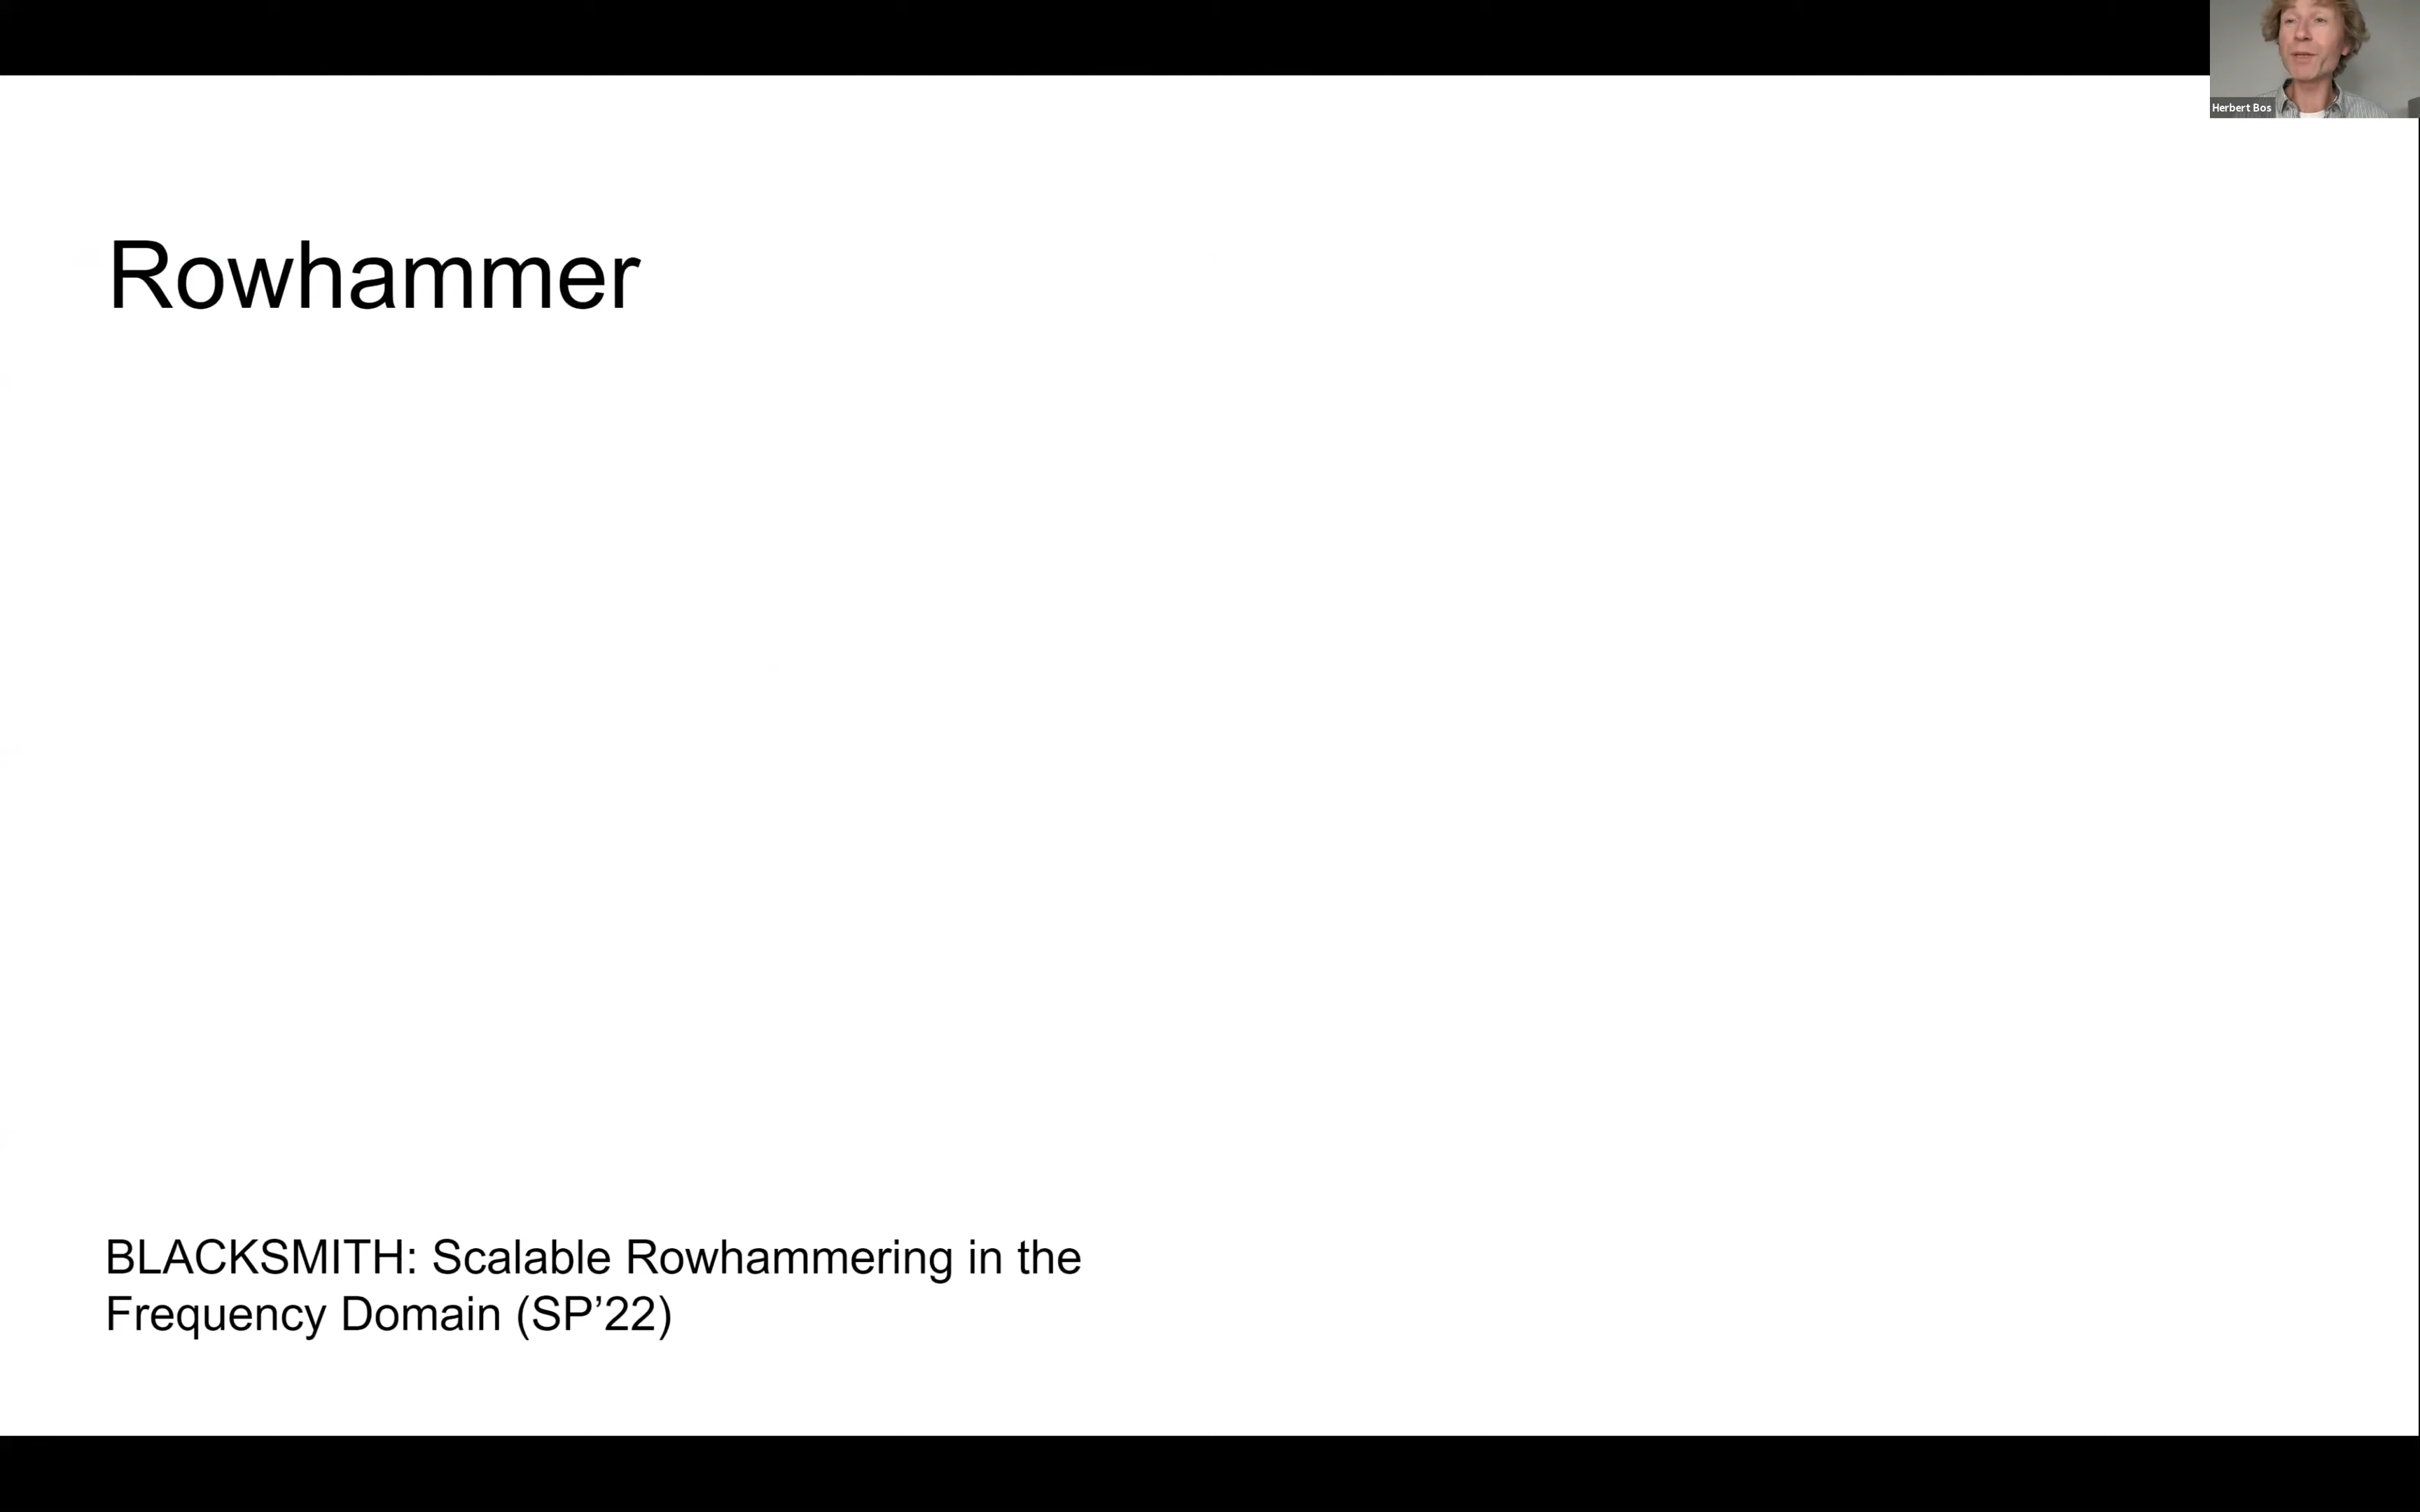 Herbert Bos
Rowhammer
BLACKSMITH: Scalable Rowhammering in the
Frequency Domain (SP’22)